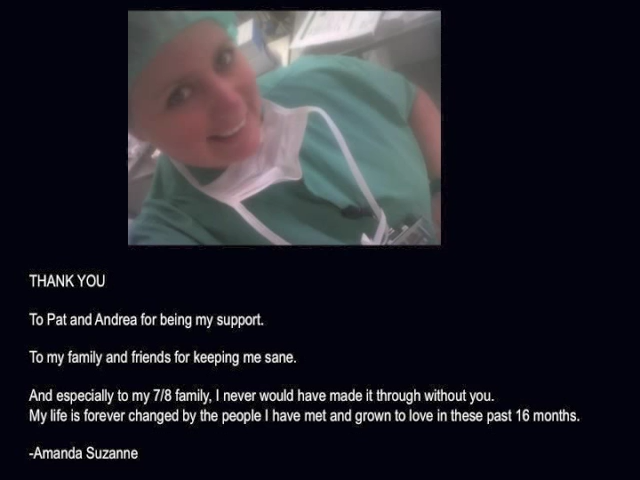 THANK YOU
To Pat and Andrea for being my support.
To my family and friends for keeping me sane.
And especially to my 7/8 family, I never would have made it through without you.
My life is forever changed by the people I have met and grown to love in these past 16 months.
-Amanda Suzanne